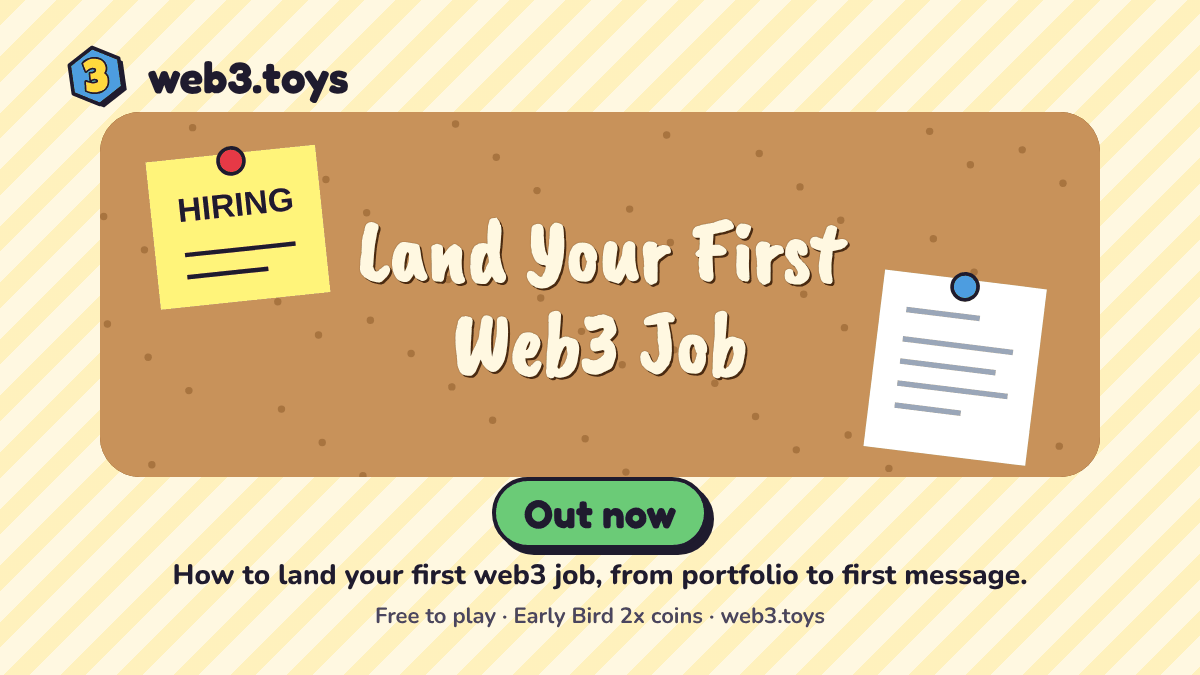 3
web3.toys
HIRING
Land Your First
Web3 Job
Out now
How to land your first web3 job, from portfolio to first message.
Free to play · Early Bird 2x coins · web3.toys